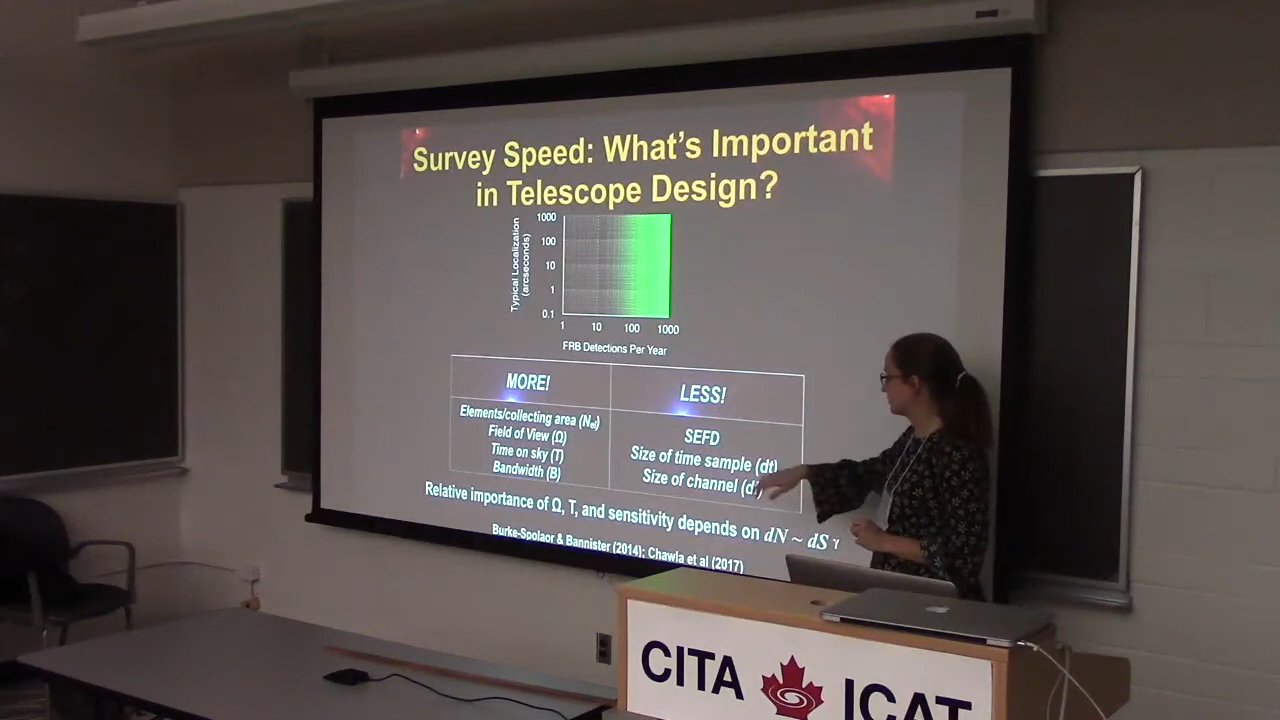 Survey Speed: What's Important
in Telescope Design?
Typical Localization
(arcseconds)
1000
100
10
1
0.1
1 10 100 1000
FRB Detections Per Year
MORE!
Elements/collecting area (Nel)
Field of View (Ω)
Time on sky (T)
Bandwidth (B)
LESS!
SEFD
Size of time sample (dt)
Size of channel
Relative importance of Ω, T, and sensitivity depends on dN ~ dS γ
Burke-Spolaor & Bannister (2014); Chawla et al (2017)
CITA ICAT